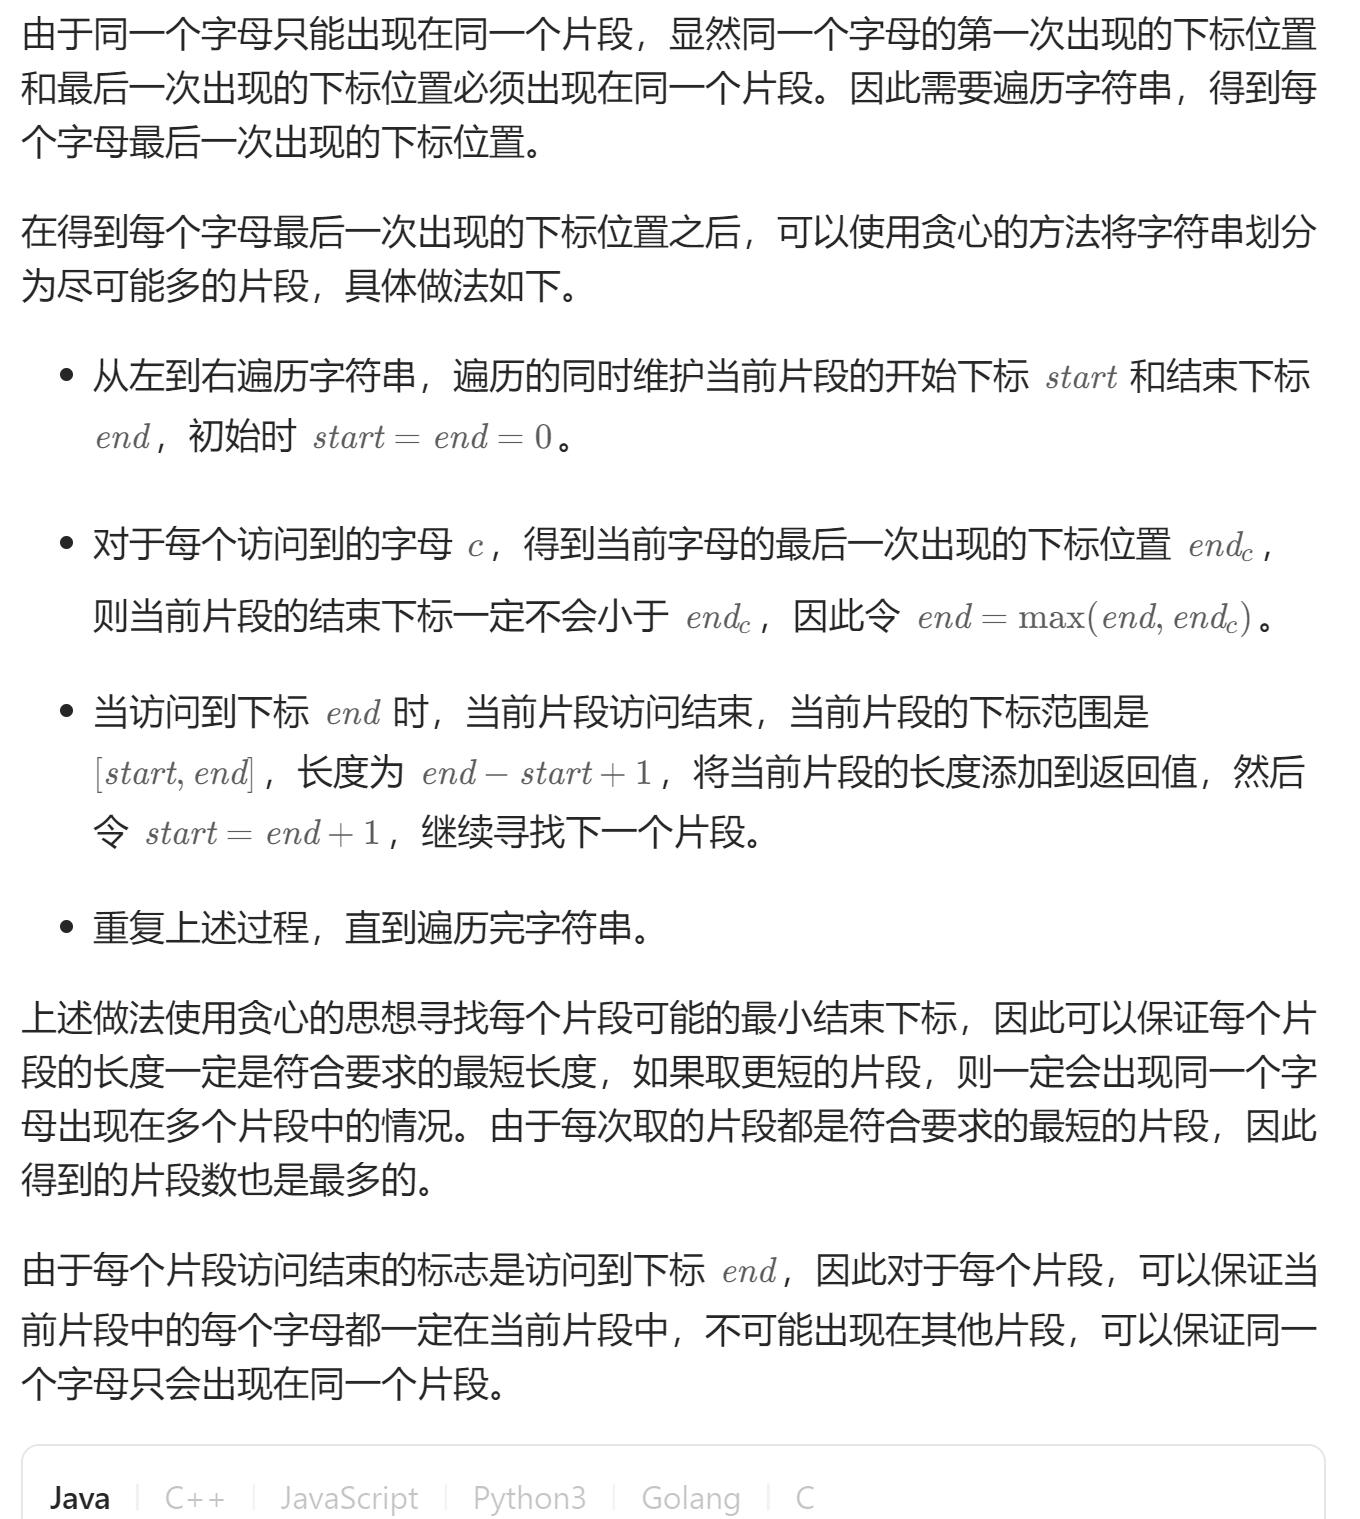 由于同一个字母只能出现在同一个片段，显然同一个字母的第一次出现的下标位置
和最后一次出现的下标位置必须出现在同一个片段。因此需要遍历字符串，得到每
个字母最后一次出现的下标位置。
在得到每个字母最后一次出现的下标位置之后，可以使用贪心的方法将字符串划分
为尽可能多的片段，具体做法如下。
• 从左到右遍历字符串，遍历的同时维护当前片段的开始下标 start 和结束下标
end，初始时 start = end = 0。
• 对于每个访问到的字母 c，得到当前字母的最后一次出现的下标位置 end_c，
则当前片段的结束下标一定不会小于 end_c，因此令 end = max(end, end_c)。
• 当访问到下标 end 时，当前片段访问结束，当前片段的下标范围是
[start, end]，长度为 end − start + 1，将当前片段的长度添加到返回值，然后
令 start = end + 1，继续寻找下一个片段。
• 重复上述过程，直到遍历完字符串。
上述做法使用贪心的思想寻找每个片段可能的最小结束下标，因此可以保证每个片
段的长度一定是符合要求的最短长度，如果取更短的片段，则一定会出现同一个字
母出现在多个片段中的情况。由于每次取的片段都是符合要求的最短的片段，因此
得到的片段数也是最多的。
由于每个片段访问结束的标志是访问到下标 end，因此对于每个片段，可以保证当
前片段中的每个字母都一定在当前片段中，不可能出现在其他片段，可以保证同一
个字母只会出现在同一个片段。
Java | C++ | JavaScript | Python3 | Golang | C